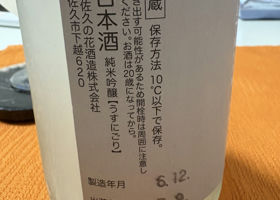 蔵 保存方法 10℃以下で保存。
き出す可能性があるため開栓時は周囲に注意し
ください。お酒は20歳になってから。
日本酒 純米吟醸【うすにごり】
佐久の花酒造株式会社
佐久市下越620
製造年月 6.12.